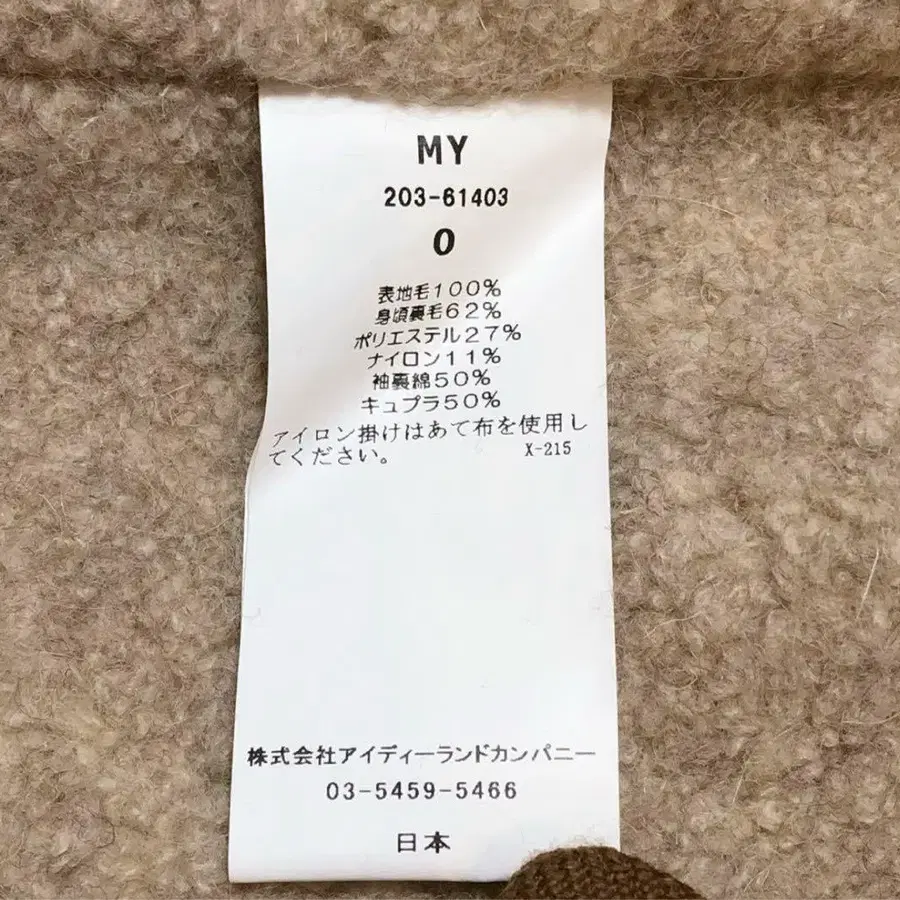 MY
203-61403
0
表地毛100%
身頃裏毛62%
ポリエステル27%
ナイロン11%
袖裏綿50%
キュプラ50%
アイロン掛けはあて布を使用し
てください。 X-215
株式会社アイディーランドカンパニー
03-5459-5466
日本